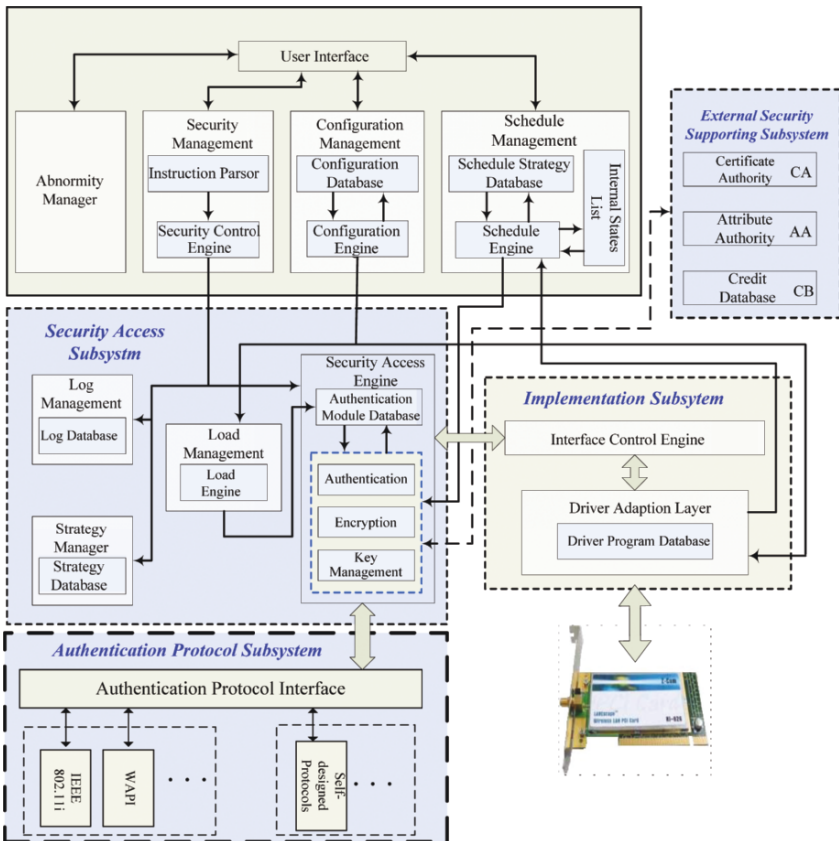 User Interface
Abnormity
Manager
Security
Management
Instruction Parsor
Security Control
Engine
Configuration
Management
Configuration
Database
Configuration
Engine
Schedule
Management
Schedule Strategy
Database
Schedule
Engine
Internal States
List
External Security
Supporting Subsystem
Certificate
Authority CA
Attribute
Authority AA
Credit
Database CB
Security Access
Subsystm
Log
Management
Log Database
Strategy
Manager
Strategy
Database
Load
Management
Load
Engine
Security Access
Engine
Authentication
Module Database
Authentication
Encryption
Key
Management
Implementation Subsytem
Interface Control Engine
Driver Adaption Layer
Driver Program Database
Authentication Protocol Subsystem
Authentication Protocol Interface
IEEE
802.11i
WAPI
. . .
Self-
designed
Protocols
. . .
Wireless LAN PCI Card